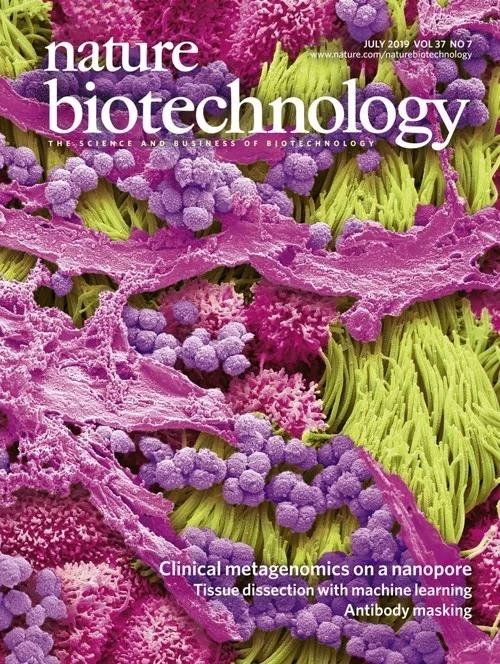 nature
JULY 2019 VOL 37 NO 7
www.nature.com/naturebiotechnology
biotechnology
THE SCIENCE AND BUSINESS OF BIOTECHNOLOGY
Clinical metagenomics on a nanopore
Tissue dissection with machine learning
Antibody masking